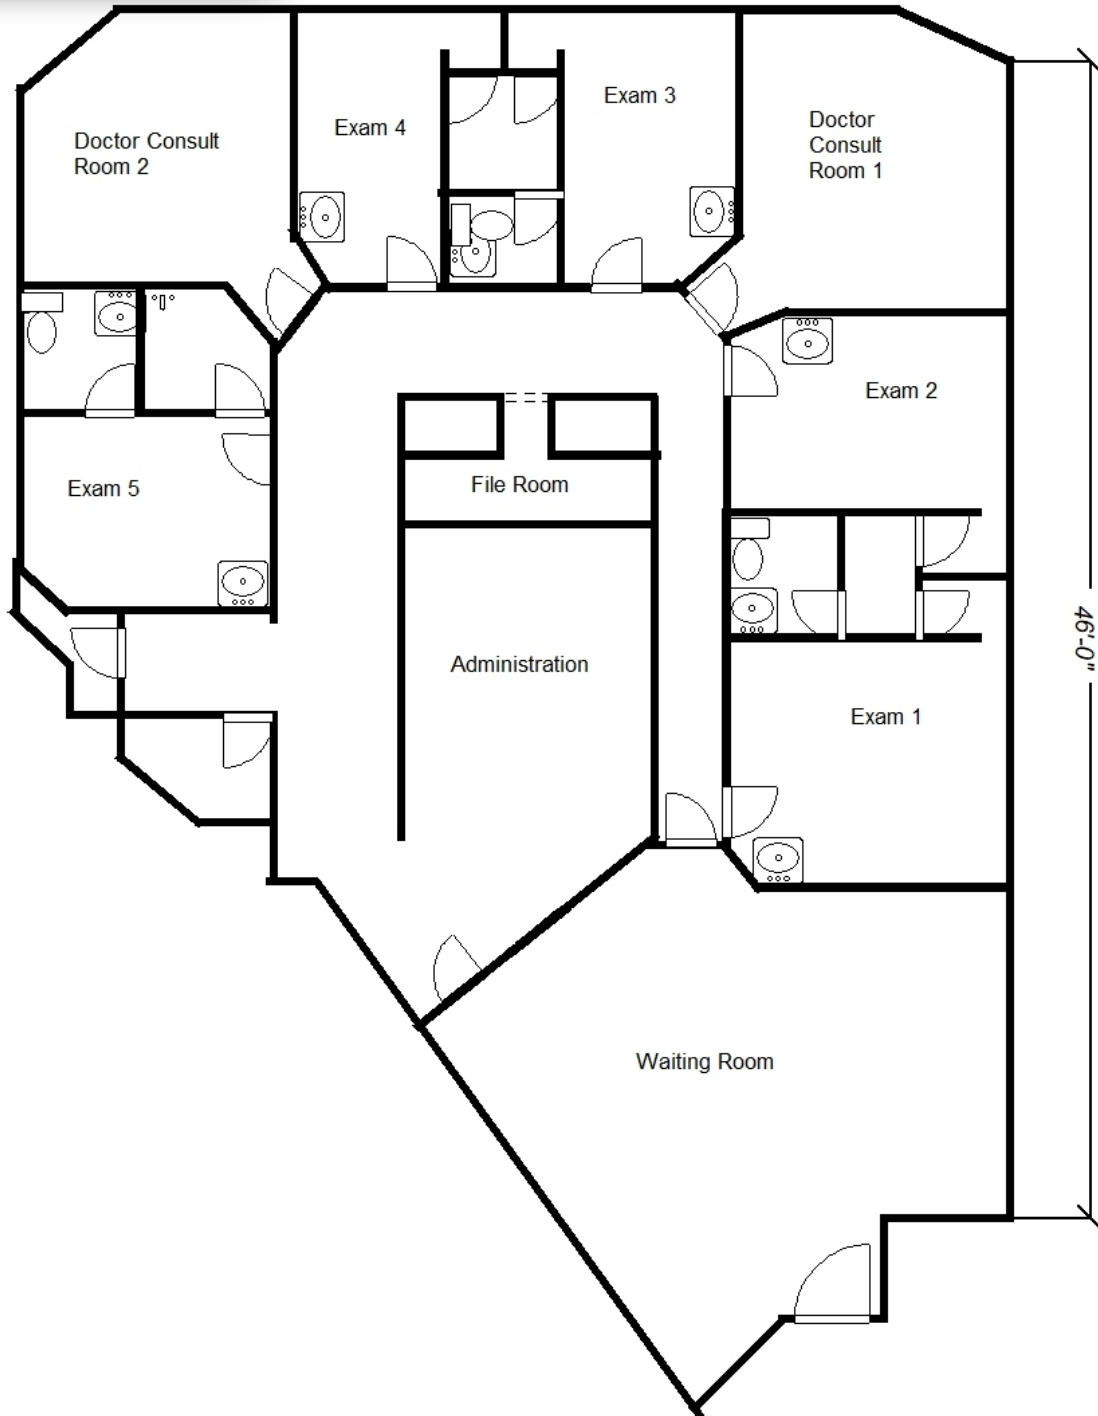 Doctor Consult
Room 2
Exam 4
Exam 3
Doctor
Consult
Room 1
Exam 2
Exam 5
File Room
46'-0"
Administration
Exam 1
Waiting Room